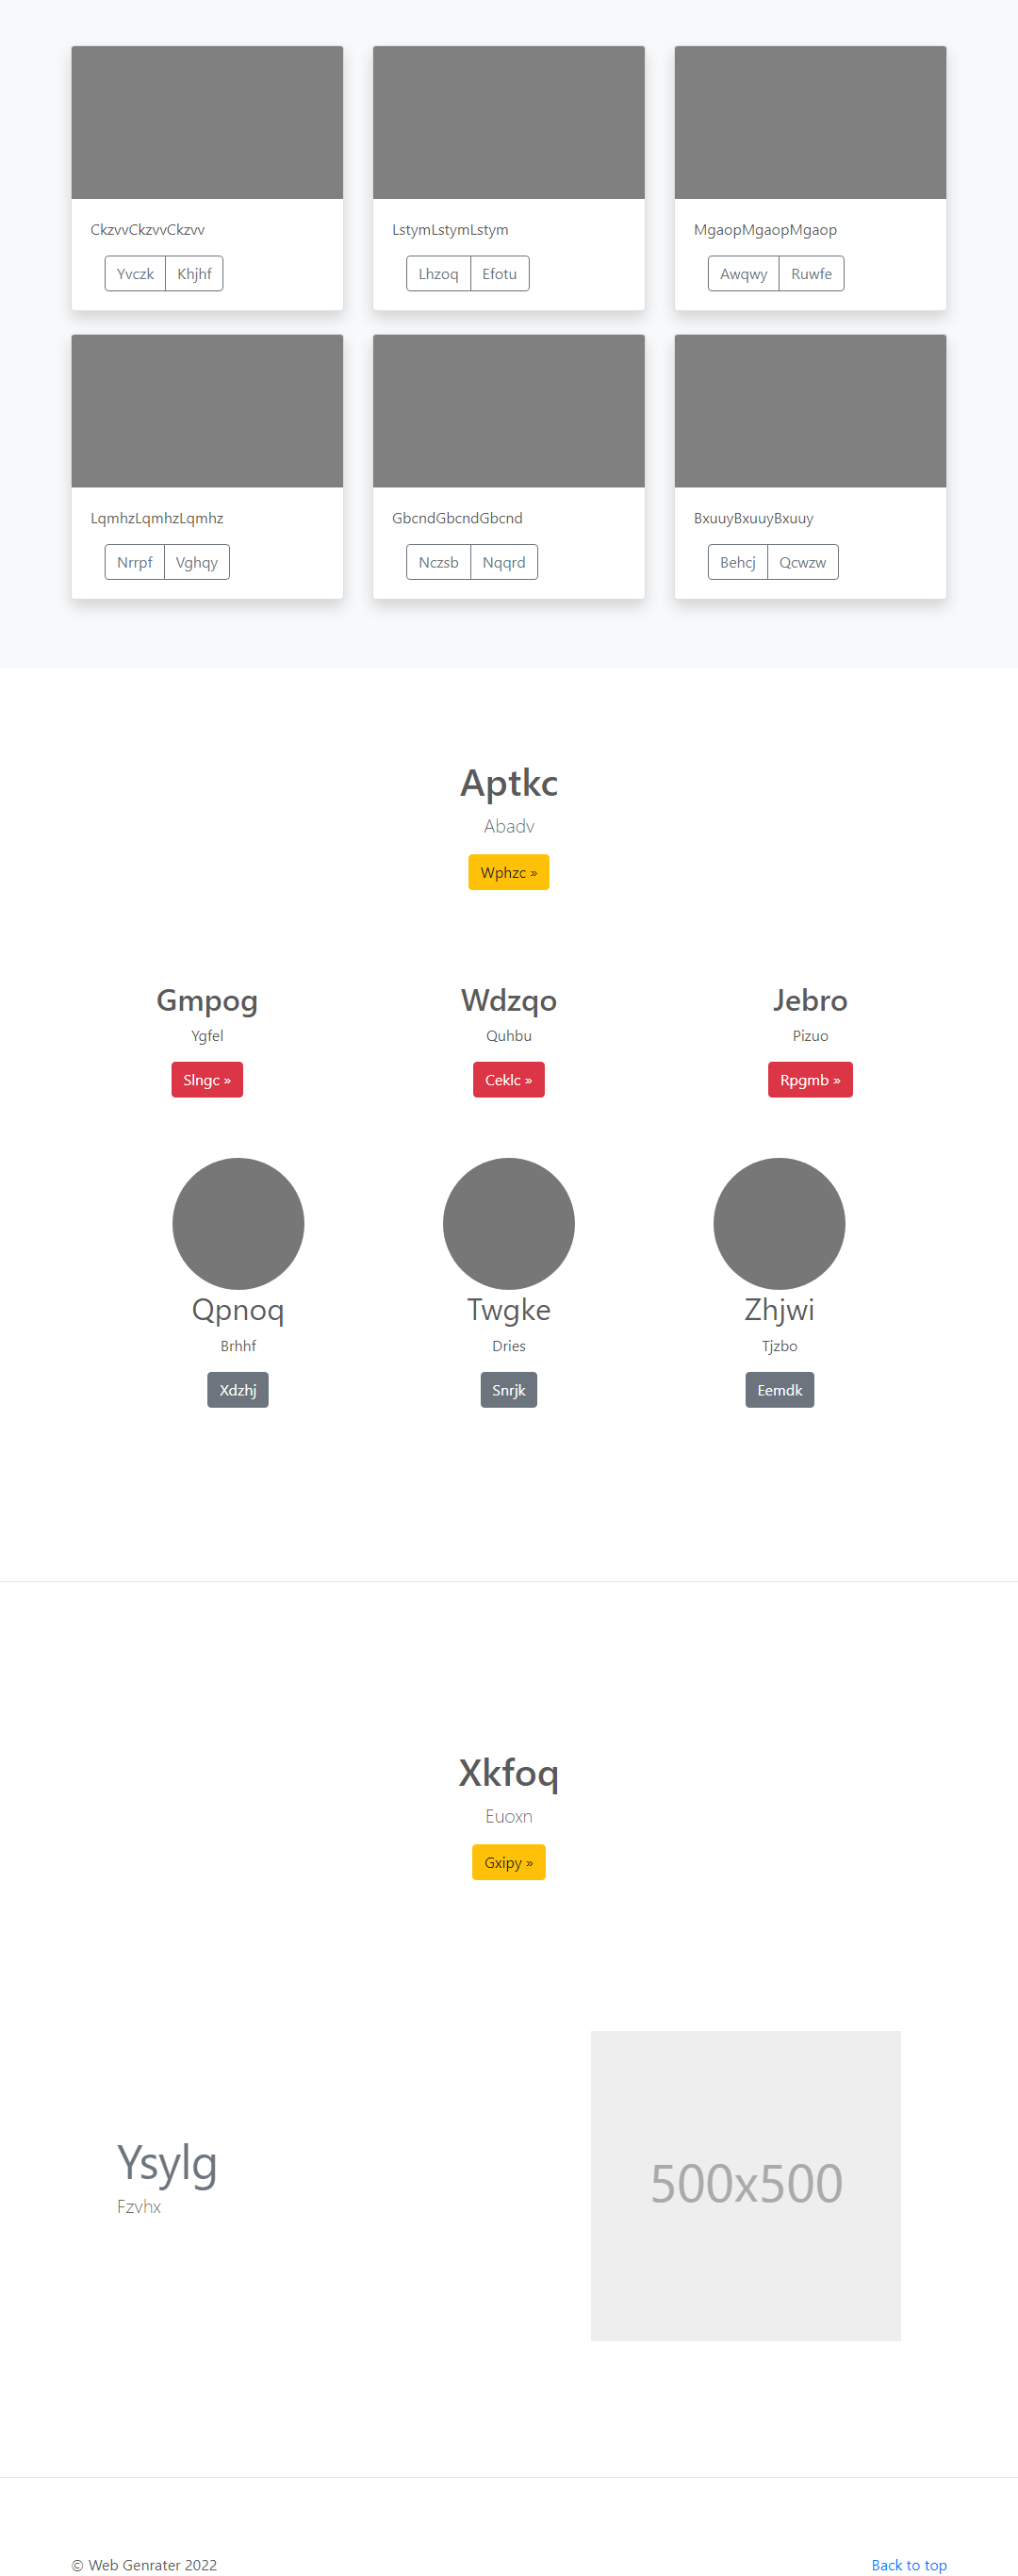 CkzvvCkzvvCkzvv
Yvczk Khjhf
LstymLstymLstym
Lhzoq Efotu
MgaopMgaopMgaop
Awqwy Ruwfe
LqmhzLqmhzLqmhz
Nrrpf Vghqy
GbcndGbcndGbcnd
Nczsb Nqqrd
BxuuyBxuuyBxuuy
Behcj Qcwzw
Aptkc
Abadv
Wphzc »
Gmpog
Ygfel
Slngc »
Wdzqo
Quhbu
Ceklc »
Jebro
Pizuo
Rpgmb »
Qpnoq
Brhhf
Xdzhj
Twgke
Dries
Snrjk
Zhjwi
Tjzbo
Eemdk
Xkfoq
Euoxn
Gxipy »
Ysylg
Fzvhx
500x500
© Web Genrater 2022
Back to top